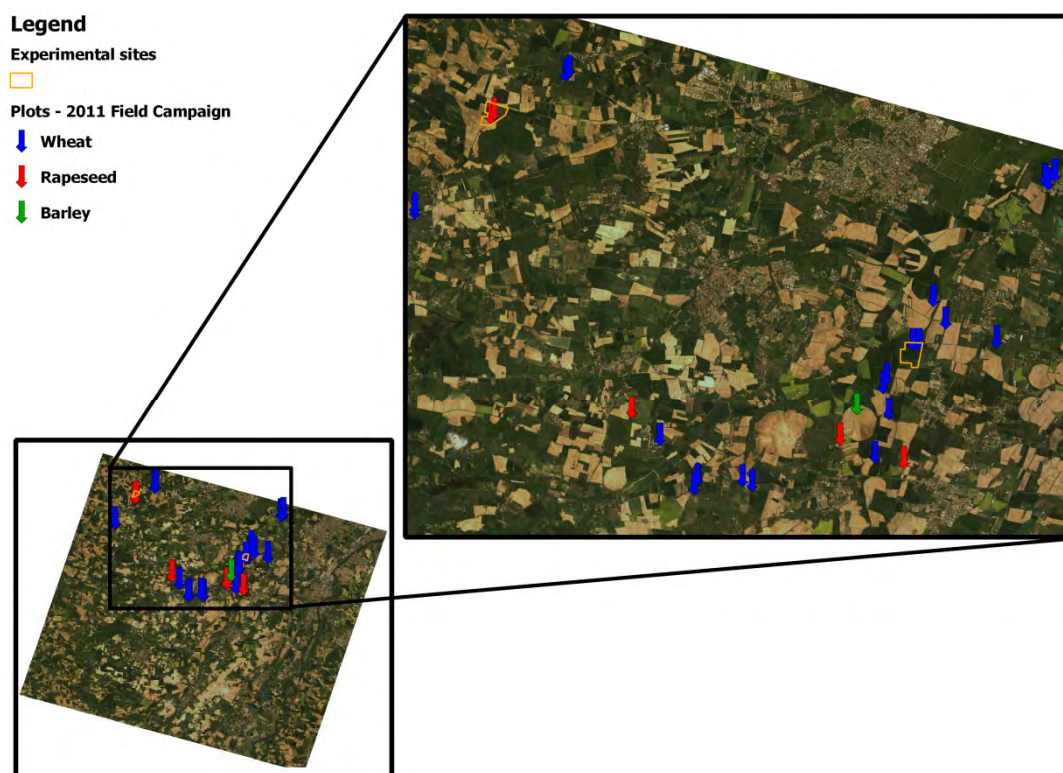 Legend
Experimental sites
Plots - 2011 Field Campaign
Wheat
Rapeseed
Barley